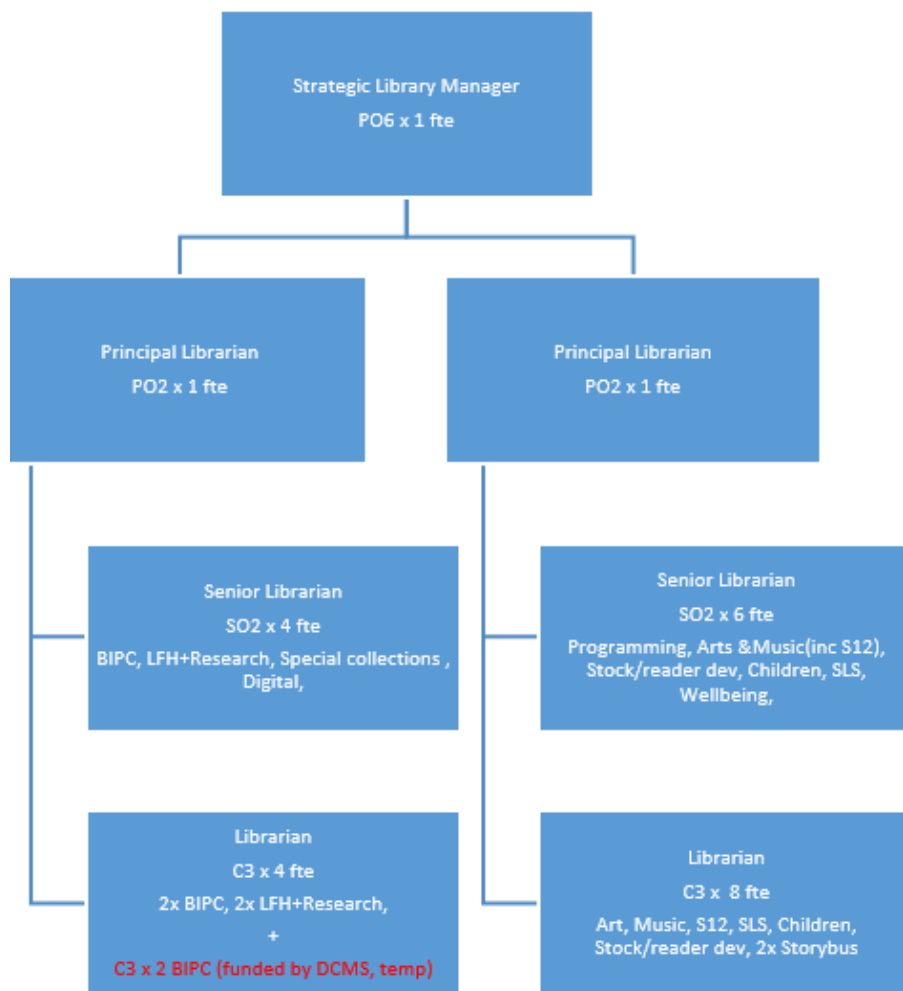 Strategic Library Manager
PO6 x 1 fte
Principal Librarian
PO2 x 1 fte
Principal Librarian
PO2 x 1 fte
Senior Librarian
SO2 x 4 fte
BIPC, LFH+Research, Special collections ,
Digital,
Senior Librarian
SO2 x 6 fte
Programming, Arts &Music(inc S12),
Stock/reader dev, Children, SLS,
Wellbeing,
Librarian
C3 x 4 fte
2x BIPC, 2x LFH+Research,
+
C3 x 2 BIPC (funded by DCMS, temp)
Librarian
C3 x  8 fte
Art, Music, S12, SLS, Children,
Stock/reader dev, 2x Storybus